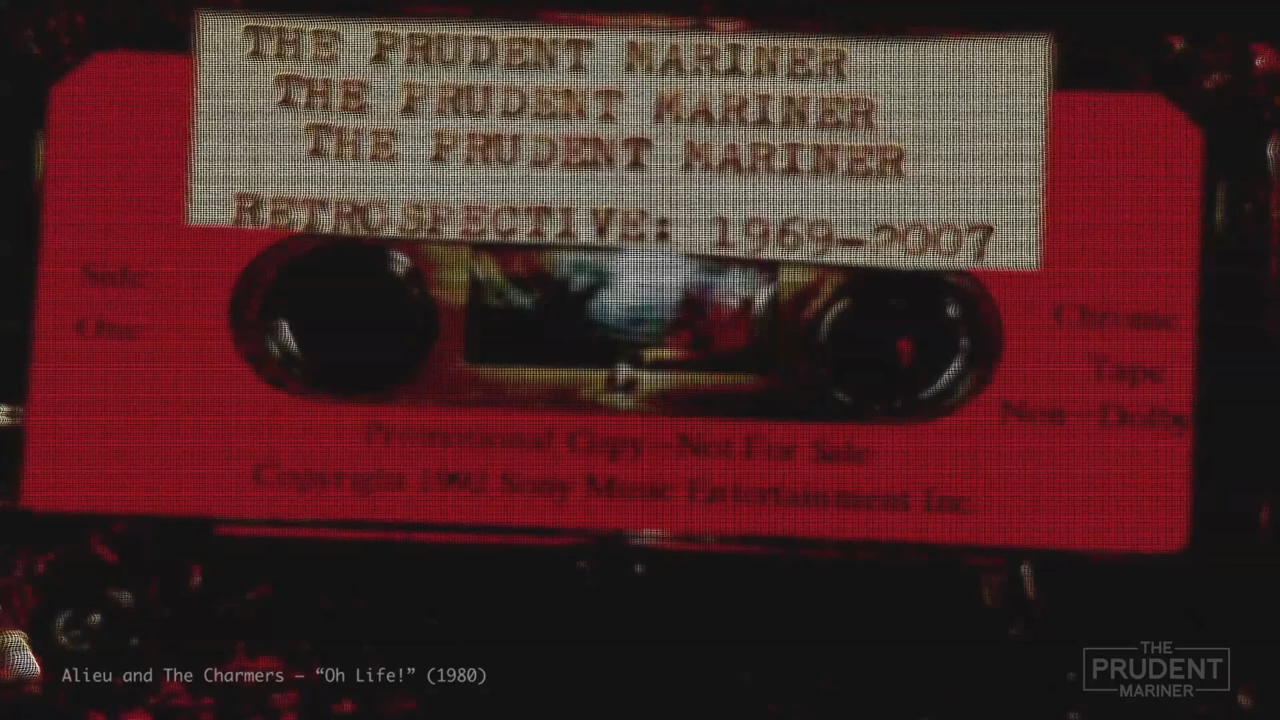 THE PRUDENT MARINER
THE PRUDENT MARINER
THE PRUDENT MARINER
RETROSPECTIVE: 1969–2007
Side
One
Chrome
Tape
Non-Dolby
Promotional Copy—Not For Sale
Copyright 1992 Sony Music Entertainment Inc.
Alieu and The Charmers – “Oh Life!” (1980)
THE
PRUDENT
MARINER